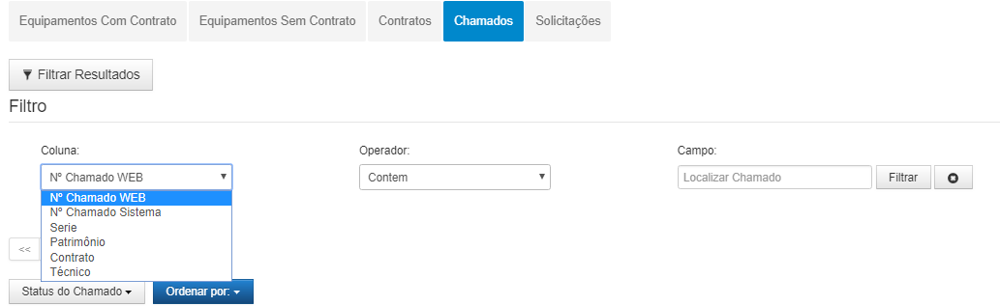 Equipamentos Com Contrato Equipamentos Sem Contrato Contratos Chamados Solicitações
Filtrar Resultados
Filtro
Coluna: Operador: Campo:
Nº Chamado WEB Contem Localizar Chamado Filtrar
Nº Chamado WEB
Nº Chamado Sistema
Serie
Patrimônio
<< Contrato
Técnico
Status do Chamado Ordenar por: